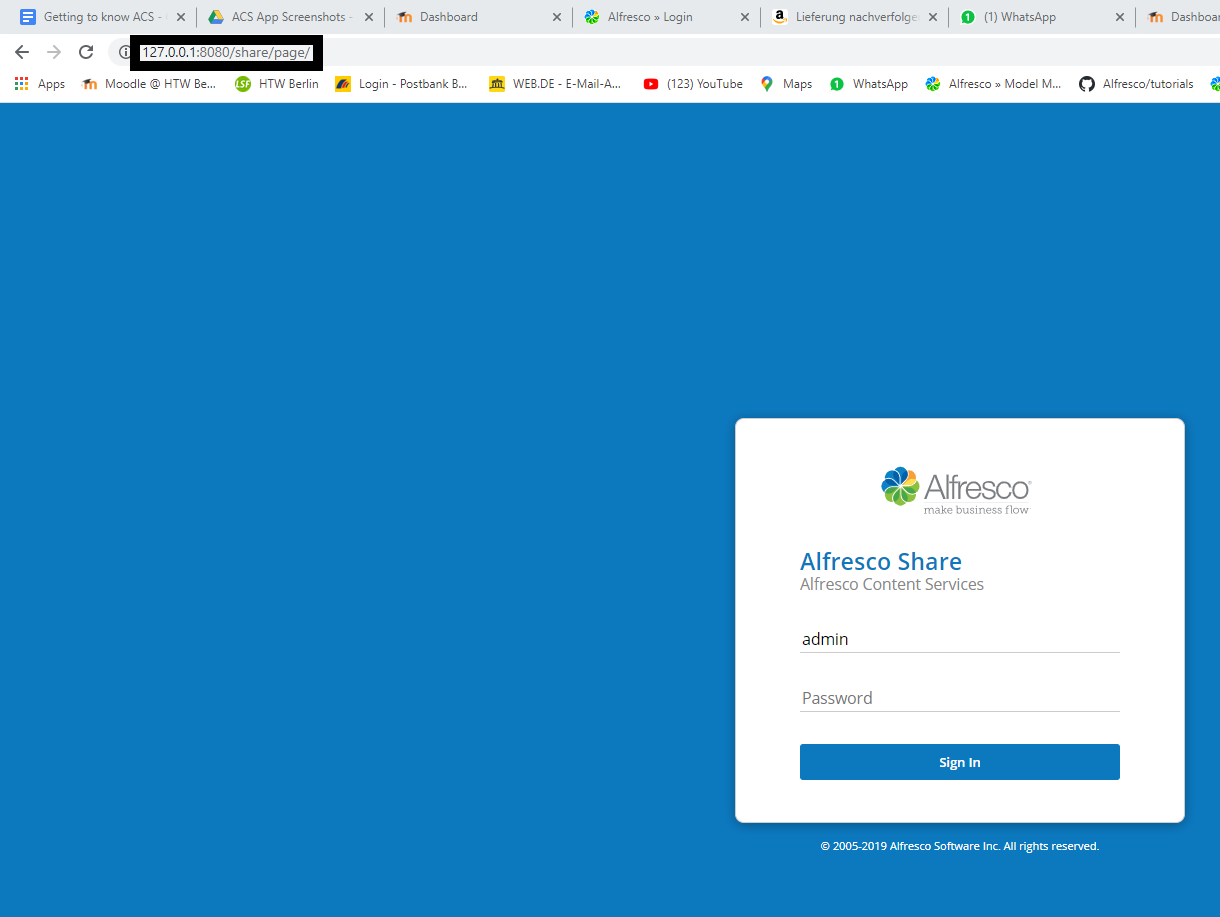 Getting to know ACS -
ACS App Screenshots -
Dashboard
Alfresco » Login
Lieferung nachverfolge
(1) WhatsApp
Dashboar
127.0.0.1:8080/share/page/
Apps
Moodle @ HTW Be...
LSF HTW Berlin
Login - Postbank B...
WEB.DE - E-Mail-A...
(123) YouTube
Maps
1 WhatsApp
Alfresco » Model M...
Alfresco/tutorials
Alfresco®
make business flow
Alfresco Share
Alfresco Content Services
admin
Password
Sign In
© 2005-2019 Alfresco Software Inc. All rights reserved.